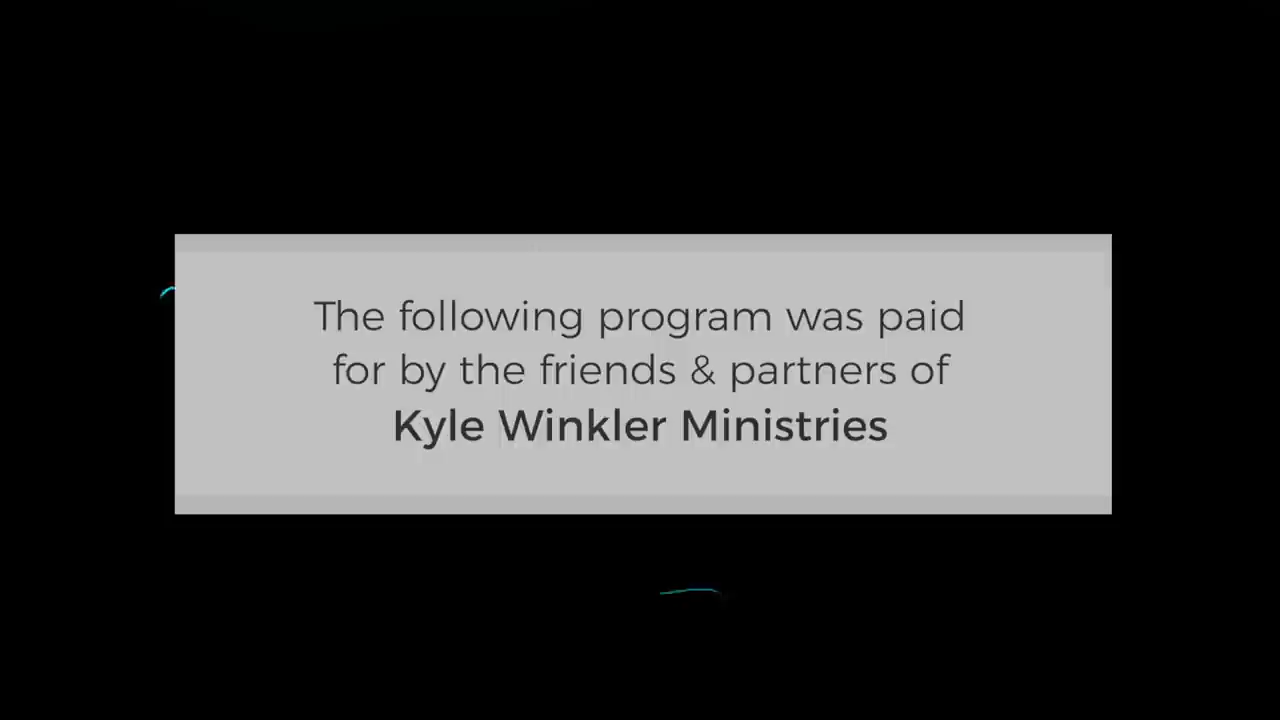 The following program was paid
for by the friends & partners of
Kyle Winkler Ministries